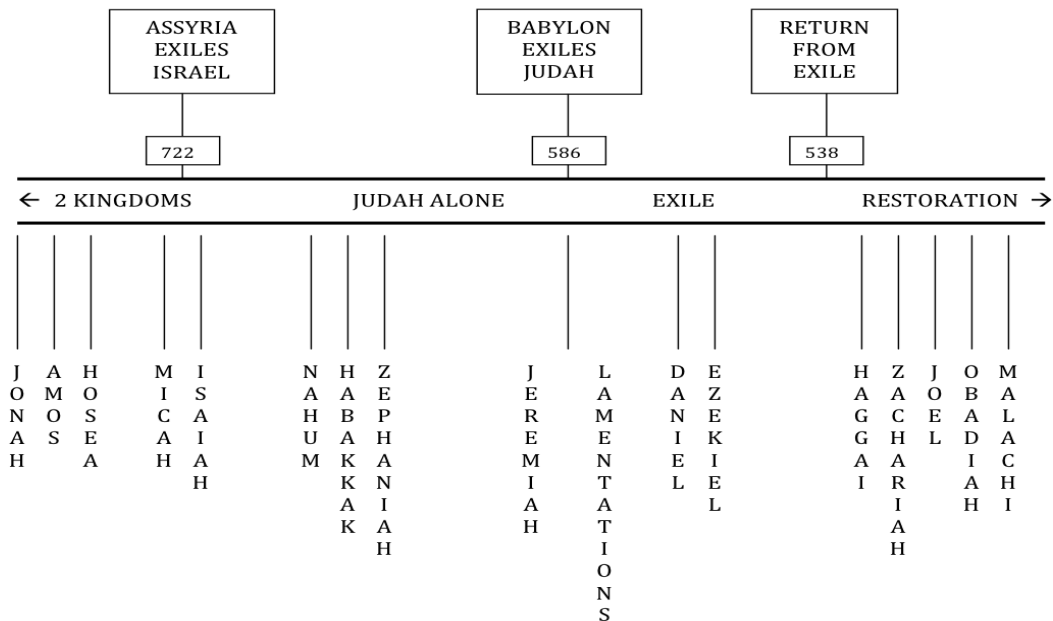 ASSYRIA
EXILES
ISRAEL
BABYLON
EXILES
JUDAH
RETURN
FROM
EXILE
722
586
538
← 2 KINGDOMS JUDAH ALONE EXILE RESTORATION →
JONAH
AMOS
HOSEA
MICAH
ISAIAH
NAHUM
HABAKKAK
ZEPHANIAH
JEREMIAH
LAMENTATIONS
DANIEL
EZEKIEL
HAGGAI
ZACHARIAH
JOEL
OBADIAH
MALACHI